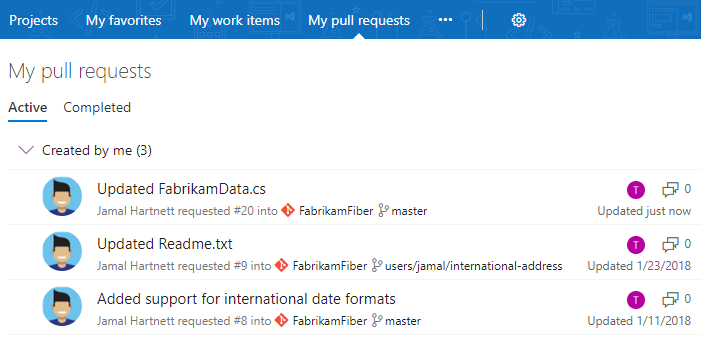 Projects My favorites My work items My pull requests ...
My pull requests
Active Completed
Created by me (3)
Updated FabrikamData.cs T 0
Jamal Hartnett requested #20 into FabrikamFiber master Updated just now
Updated Readme.txt T 0
Jamal Hartnett requested #9 into FabrikamFiber users/jamal/international-address Updated 1/23/2018
Added support for international date formats T 0
Jamal Hartnett requested #8 into FabrikamFiber master Updated 1/11/2018